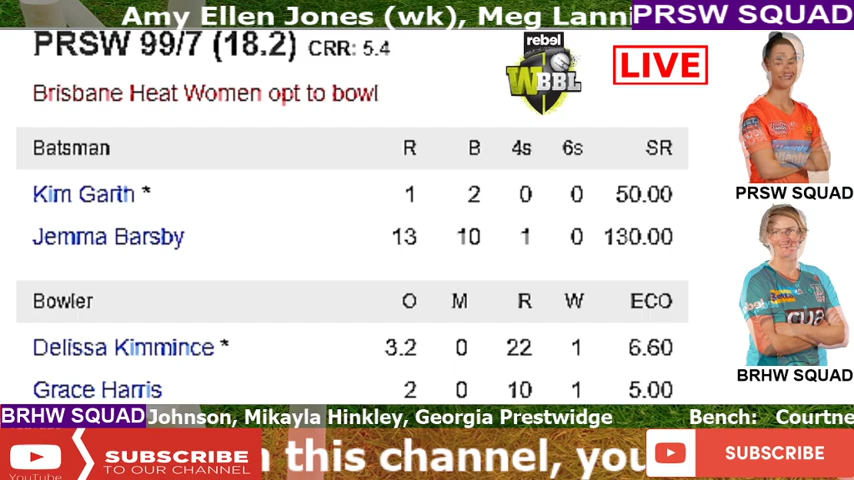 Amy Ellen Jones (wk), Meg Lanni
PRSW SQUAD
PRSW 99/7 (18.2) CRR: 5.4
rebel
WBBL
LIVE
Brisbane Heat Women opt to bowl
Batsman R B 4s 6s SR
Kim Garth * 1 2 0 0 50.00
Jemma Barsby 13 10 1 0 130.00
PRSW SQUAD
Bowler O M R W ECO
Delissa Kimmince * 3.2 0 22 1 6.60
Grace Harris 2 0 10 1 5.00
BRHW SQUAD
BRHW SQUAD Johnson, Mikayla Hinkley, Georgia Prestwidge Bench: Courtne
YouTube
SUBSCRIBE
TO OUR CHANNEL
n this channel, you
SUBSCRIBE